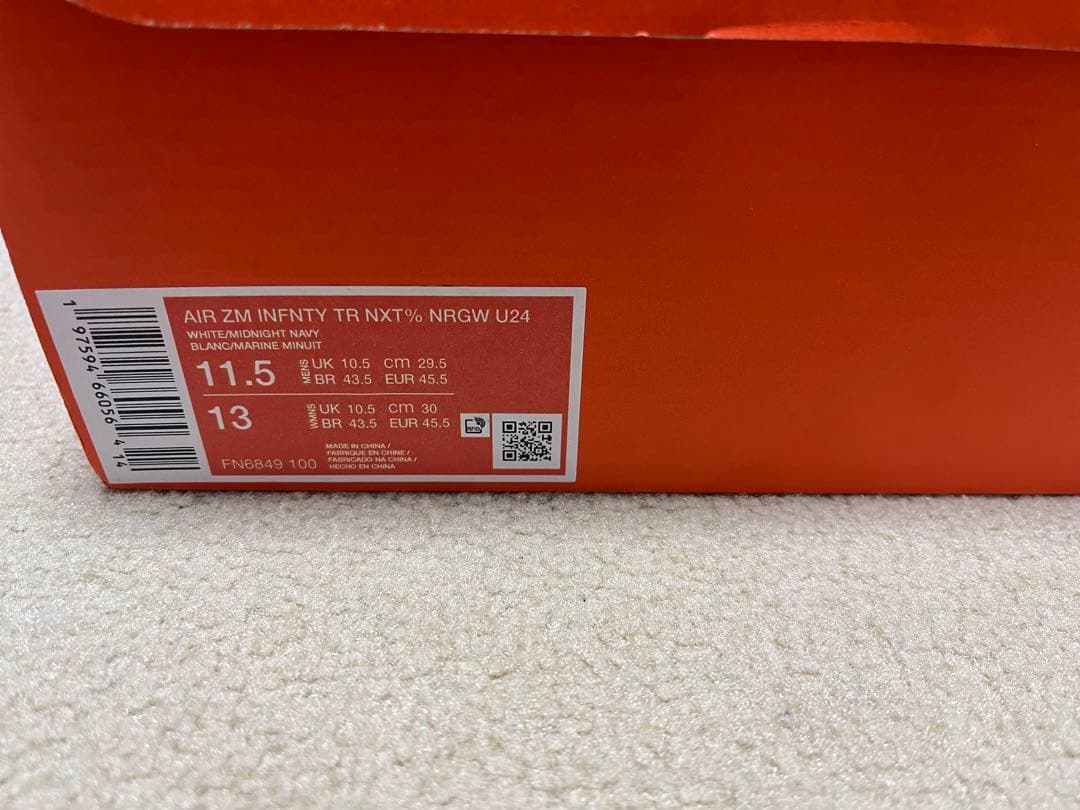 AIR ZM INFNTY TR NXT% NRGW U24
WHITE/MIDNIGHT NAVY
BLANC/MARINE MINUIT
11.5 MENS UK 10.5 CM 29.5
BR 43.5 EUR 45.5
13 WMNS UK 10.5 CM 30
BR 43.5 EUR 45.5
FN6849 100
MADE IN CHINA /
FABRIQUE EN CHINE /
FABRICADO NA CHINA /
HECHO EN CHINA
1 97594 66056 4 14
RFID